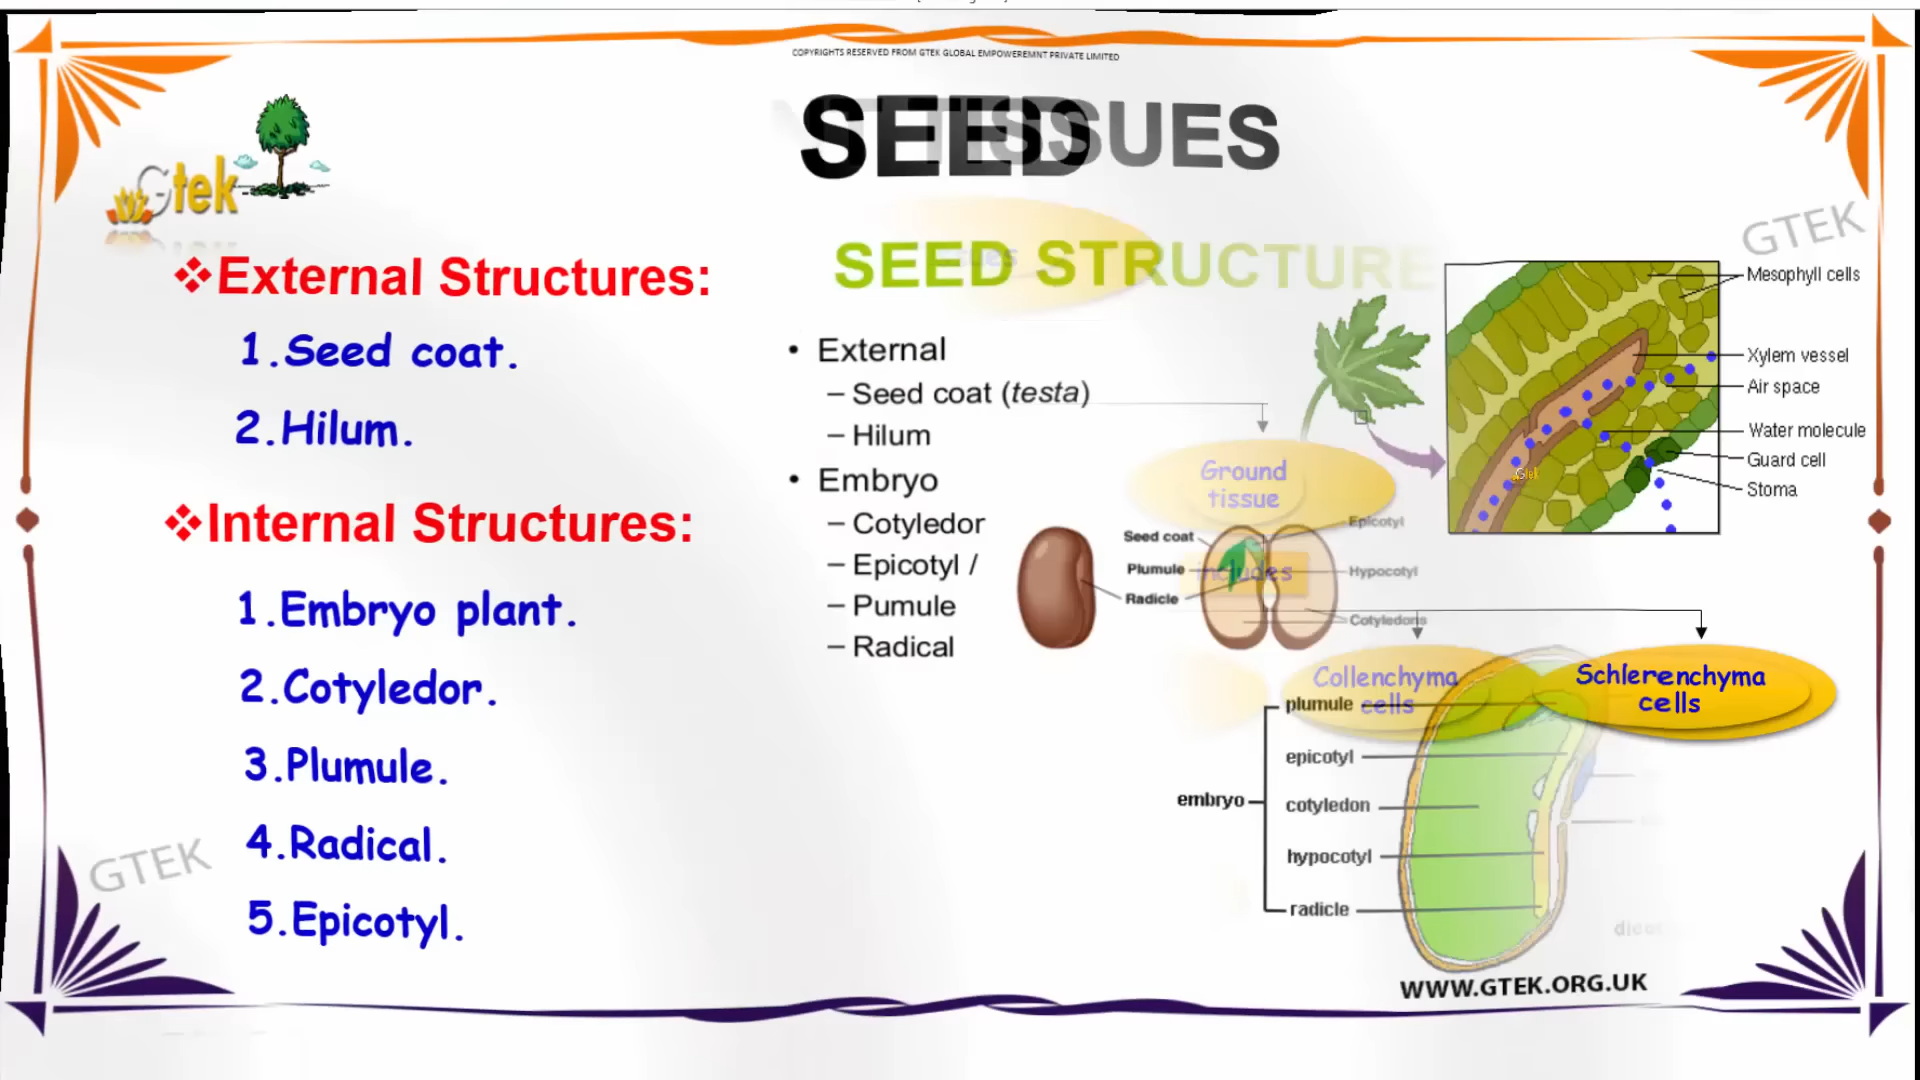 COPYRIGHTS RESERVED FROM GTEK GLOBAL EMPOWEREMNT PRIVATE LIMITED
SEED
TISSUES
Gtek
SEED STRUCTURE
GTEK
❖External Structures:
1.Seed coat.
2.Hilum.
❖Internal Structures:
1.Embryo plant.
2.Cotyledor.
3.Plumule.
4.Radical.
5.Epicotyl.
• External
– Seed coat (testa)
– Hilum
• Embryo
– Cotyledor
– Epicotyl /
– Pumule
– Radical
Mesophyll cells
Xylem vessel
Air space
Water molecule
Guard cell
Stoma
Gtek
Ground
tissue
includes
Seed coat
Plumule
Radicle
Epicotyl
Hypocotyl
Cotyledons
Collenchyma
cells
Schlerenchyma
cells
embryo
plumule
epicotyl
cotyledon
hypocotyl
radicle
GTEK
WWW.GTEK.ORG.UK